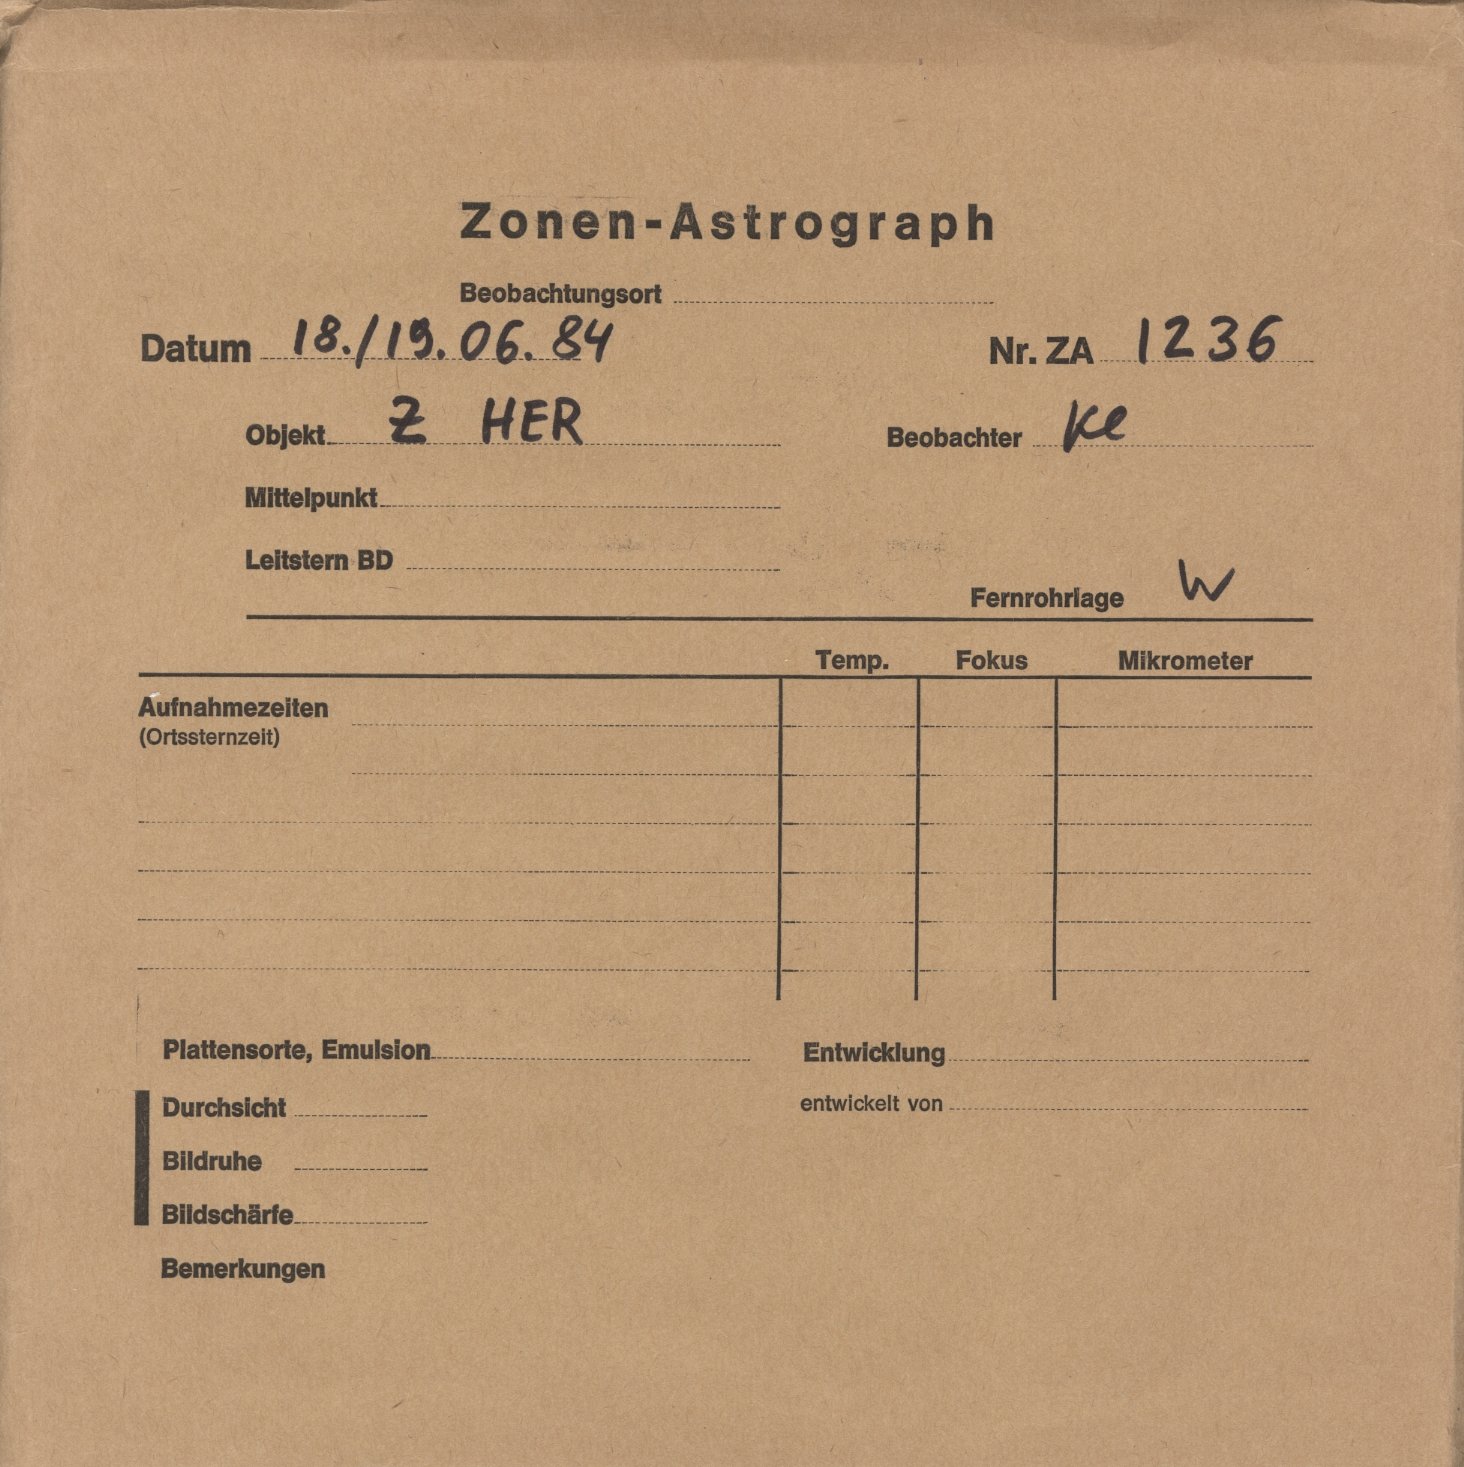 Zonen-Astrograph
Beobachtungsort
Datum 18./19.06.84 Nr. ZA 1236
Objekt Z HER Beobachter Ke
Mittelpunkt
Leitstern BD
Fernrohrlage W
Temp. Fokus Mikrometer
Aufnahmezeiten
(Ortssternzeit)
Plattensorte, Emulsion Entwicklung
Durchsicht entwickelt von
Bildruhe
Bildschärfe
Bemerkungen